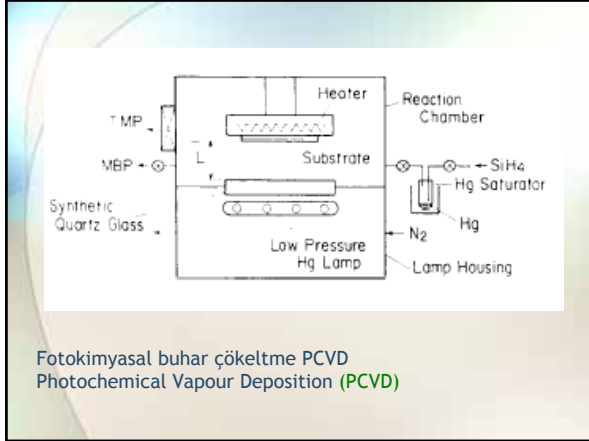 Heater
Reaction
Chamber
TMP
L
MBP
Substrate
SiH4
Hg Saturator
Synthetic
Quartz Glass
Hg
N2
Low Pressure
Hg Lamp
Lamp Housing
Fotokimyasal buhar çökeltme PCVD
Photochemical Vapour Deposition (PCVD)